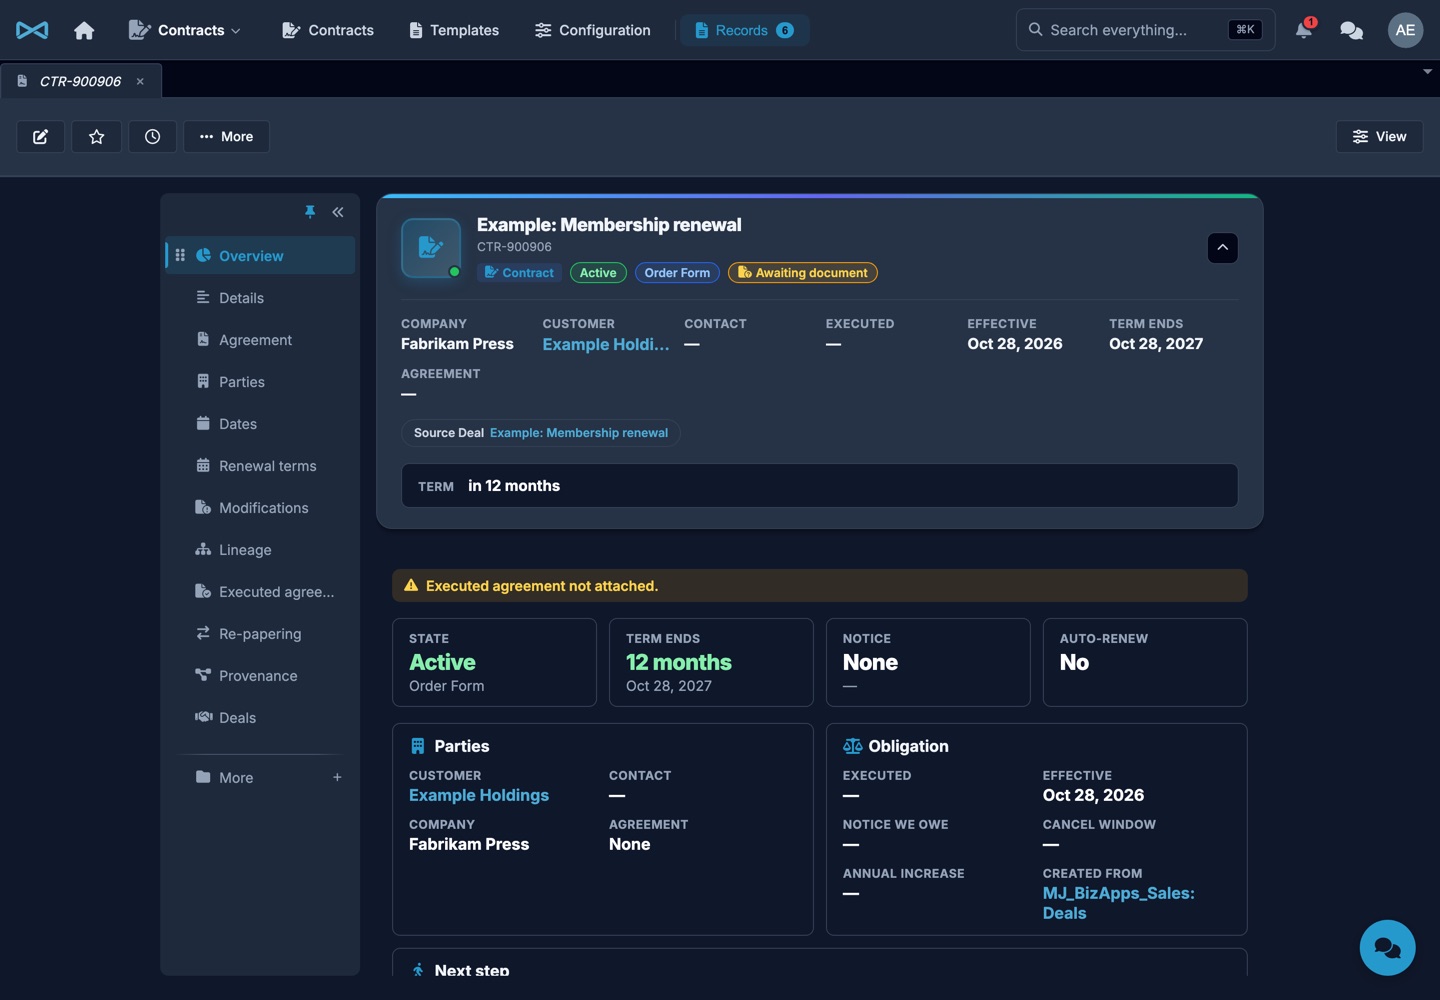 Contracts
Contracts
Templates
Configuration
Records 6
Search everything...
⌘K
1
AE
CTR-900906 ×
More
View
Overview
Details
Agreement
Parties
Dates
Renewal terms
Modifications
Lineage
Executed agree...
Re-papering
Provenance
Deals
More +
Example: Membership renewal
CTR-900906
Contract
Active
Order Form
Awaiting document
COMPANY
Fabrikam Press
CUSTOMER
Example Holdi...
CONTACT
—
EXECUTED
—
EFFECTIVE
Oct 28, 2026
TERM ENDS
Oct 28, 2027
AGREEMENT
—
Source Deal Example: Membership renewal
TERM in 12 months
Executed agreement not attached.
STATE
Active
Order Form
TERM ENDS
12 months
Oct 28, 2027
NOTICE
None
—
AUTO-RENEW
No
Parties
CUSTOMER
Example Holdings
CONTACT
—
COMPANY
Fabrikam Press
AGREEMENT
None
Obligation
EXECUTED
—
EFFECTIVE
Oct 28, 2026
NOTICE WE OWE
—
CANCEL WINDOW
—
ANNUAL INCREASE
—
CREATED FROM
MJ_BizApps_Sales:
Deals
Next step